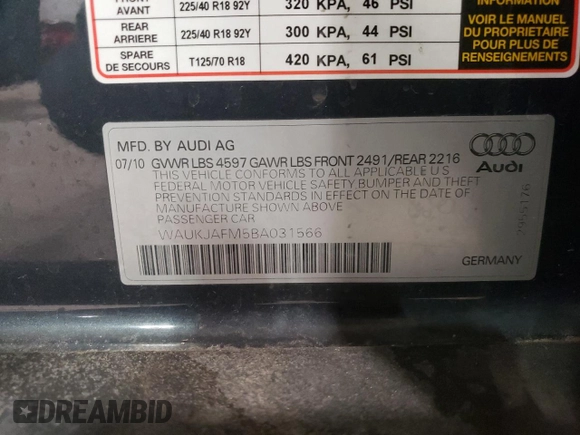 FRONT
AVANT 225/40 R18 92Y 320 KPA, 46 PSI
REAR
ARRIERE 225/40 R18 92Y 300 KPA, 44 PSI
SPARE
DE SECOURS T125/70 R18 420 KPA, 61 PSI
INFORMATION
VOIR LE MANUEL
DU PROPRIETAIRE
POUR PLUS DE
RENSEIGNEMENTS
MFD. BY AUDI AG
07/10 GVWR LBS 4597 GAWR LBS FRONT 2491/REAR 2216
THIS VEHICLE CONFORMS TO ALL APPLICABLE U S
FEDERAL MOTOR VEHICLE SAFETY BUMPER AND THEFT
PREVENTION STANDARDS IN EFFECT ON THE DATE OF
MANUFACTURE SHOWN ABOVE
PASSENGER CAR
WAUKJAFM5BA031566
Audi
GERMANY
DREAMBID